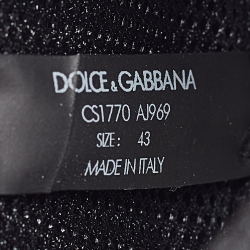 DOLCE & GABBANA
CS1770 AJ969
SIZE: 43
MADE IN ITALY